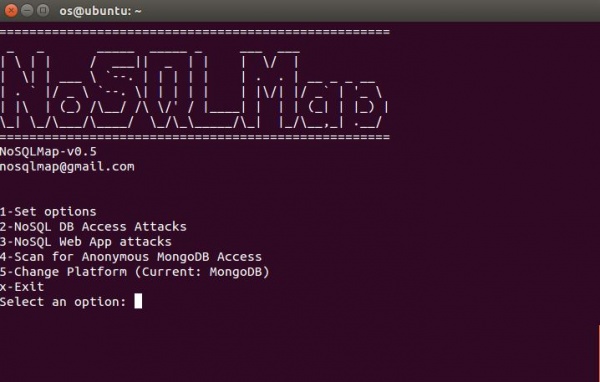 os@ubuntu: ~
NoSQLMap
NoSQLMap-v0.5
nosqlmap@gmail.com
1-Set options
2-NoSQL DB Access Attacks
3-NoSQL Web App attacks
4-Scan for Anonymous MongoDB Access
5-Change Platform (Current: MongoDB)
x-Exit
Select an option: